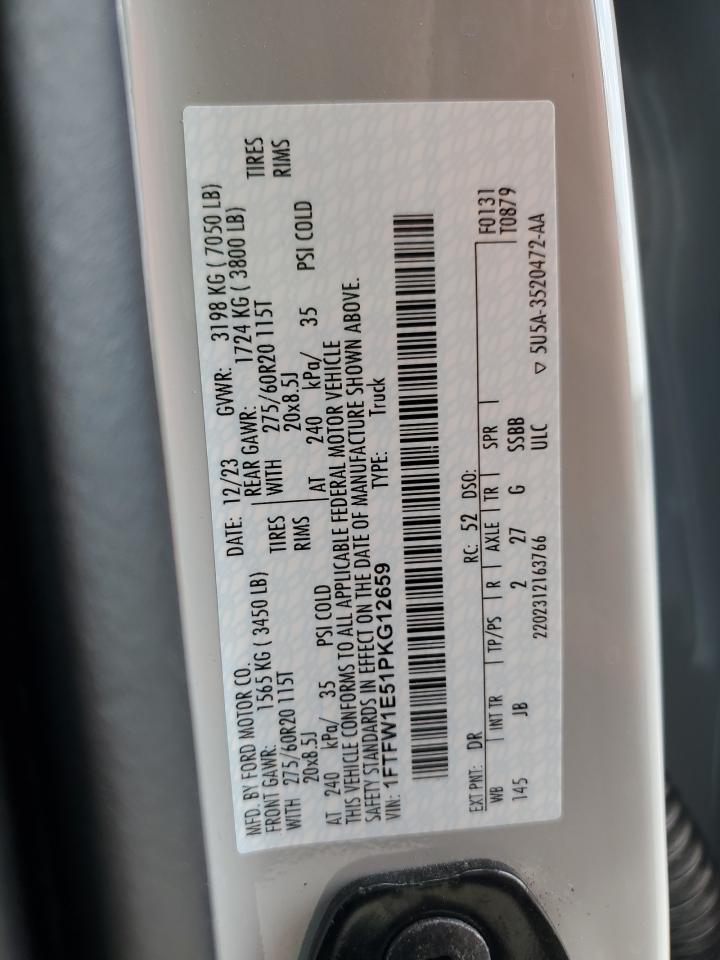 MFD. BY FORD MOTOR CO. DATE: 12/23 GVWR: 3198 KG ( 7050 LB)
FRONT GAWR: 1565 KG ( 3450 LB) REAR GAWR: 1724 KG ( 3800 LB)
WITH 275/60R20 115T TIRES WITH 275/60R20 115T TIRES
20x8.5J RIMS 20x8.5J RIMS
AT 240 kPa/ 35 PSI COLD AT 240 kPa/ 35 PSI COLD
THIS VEHICLE CONFORMS TO ALL APPLICABLE FEDERAL MOTOR VEHICLE
SAFETY STANDARDS IN EFFECT ON THE DATE OF MANUFACTURE SHOWN ABOVE.
VIN: 1FTFW1E51PKG12659 TYPE: Truck
EXT PNT: DR RC: 52 DSO: F0131
WB INT TR TP/PS R AXLE TR SPR T0879
145 JB 2 27 G SSBB
2202312163766 ULC ▽ 5U5A-3520472-AA